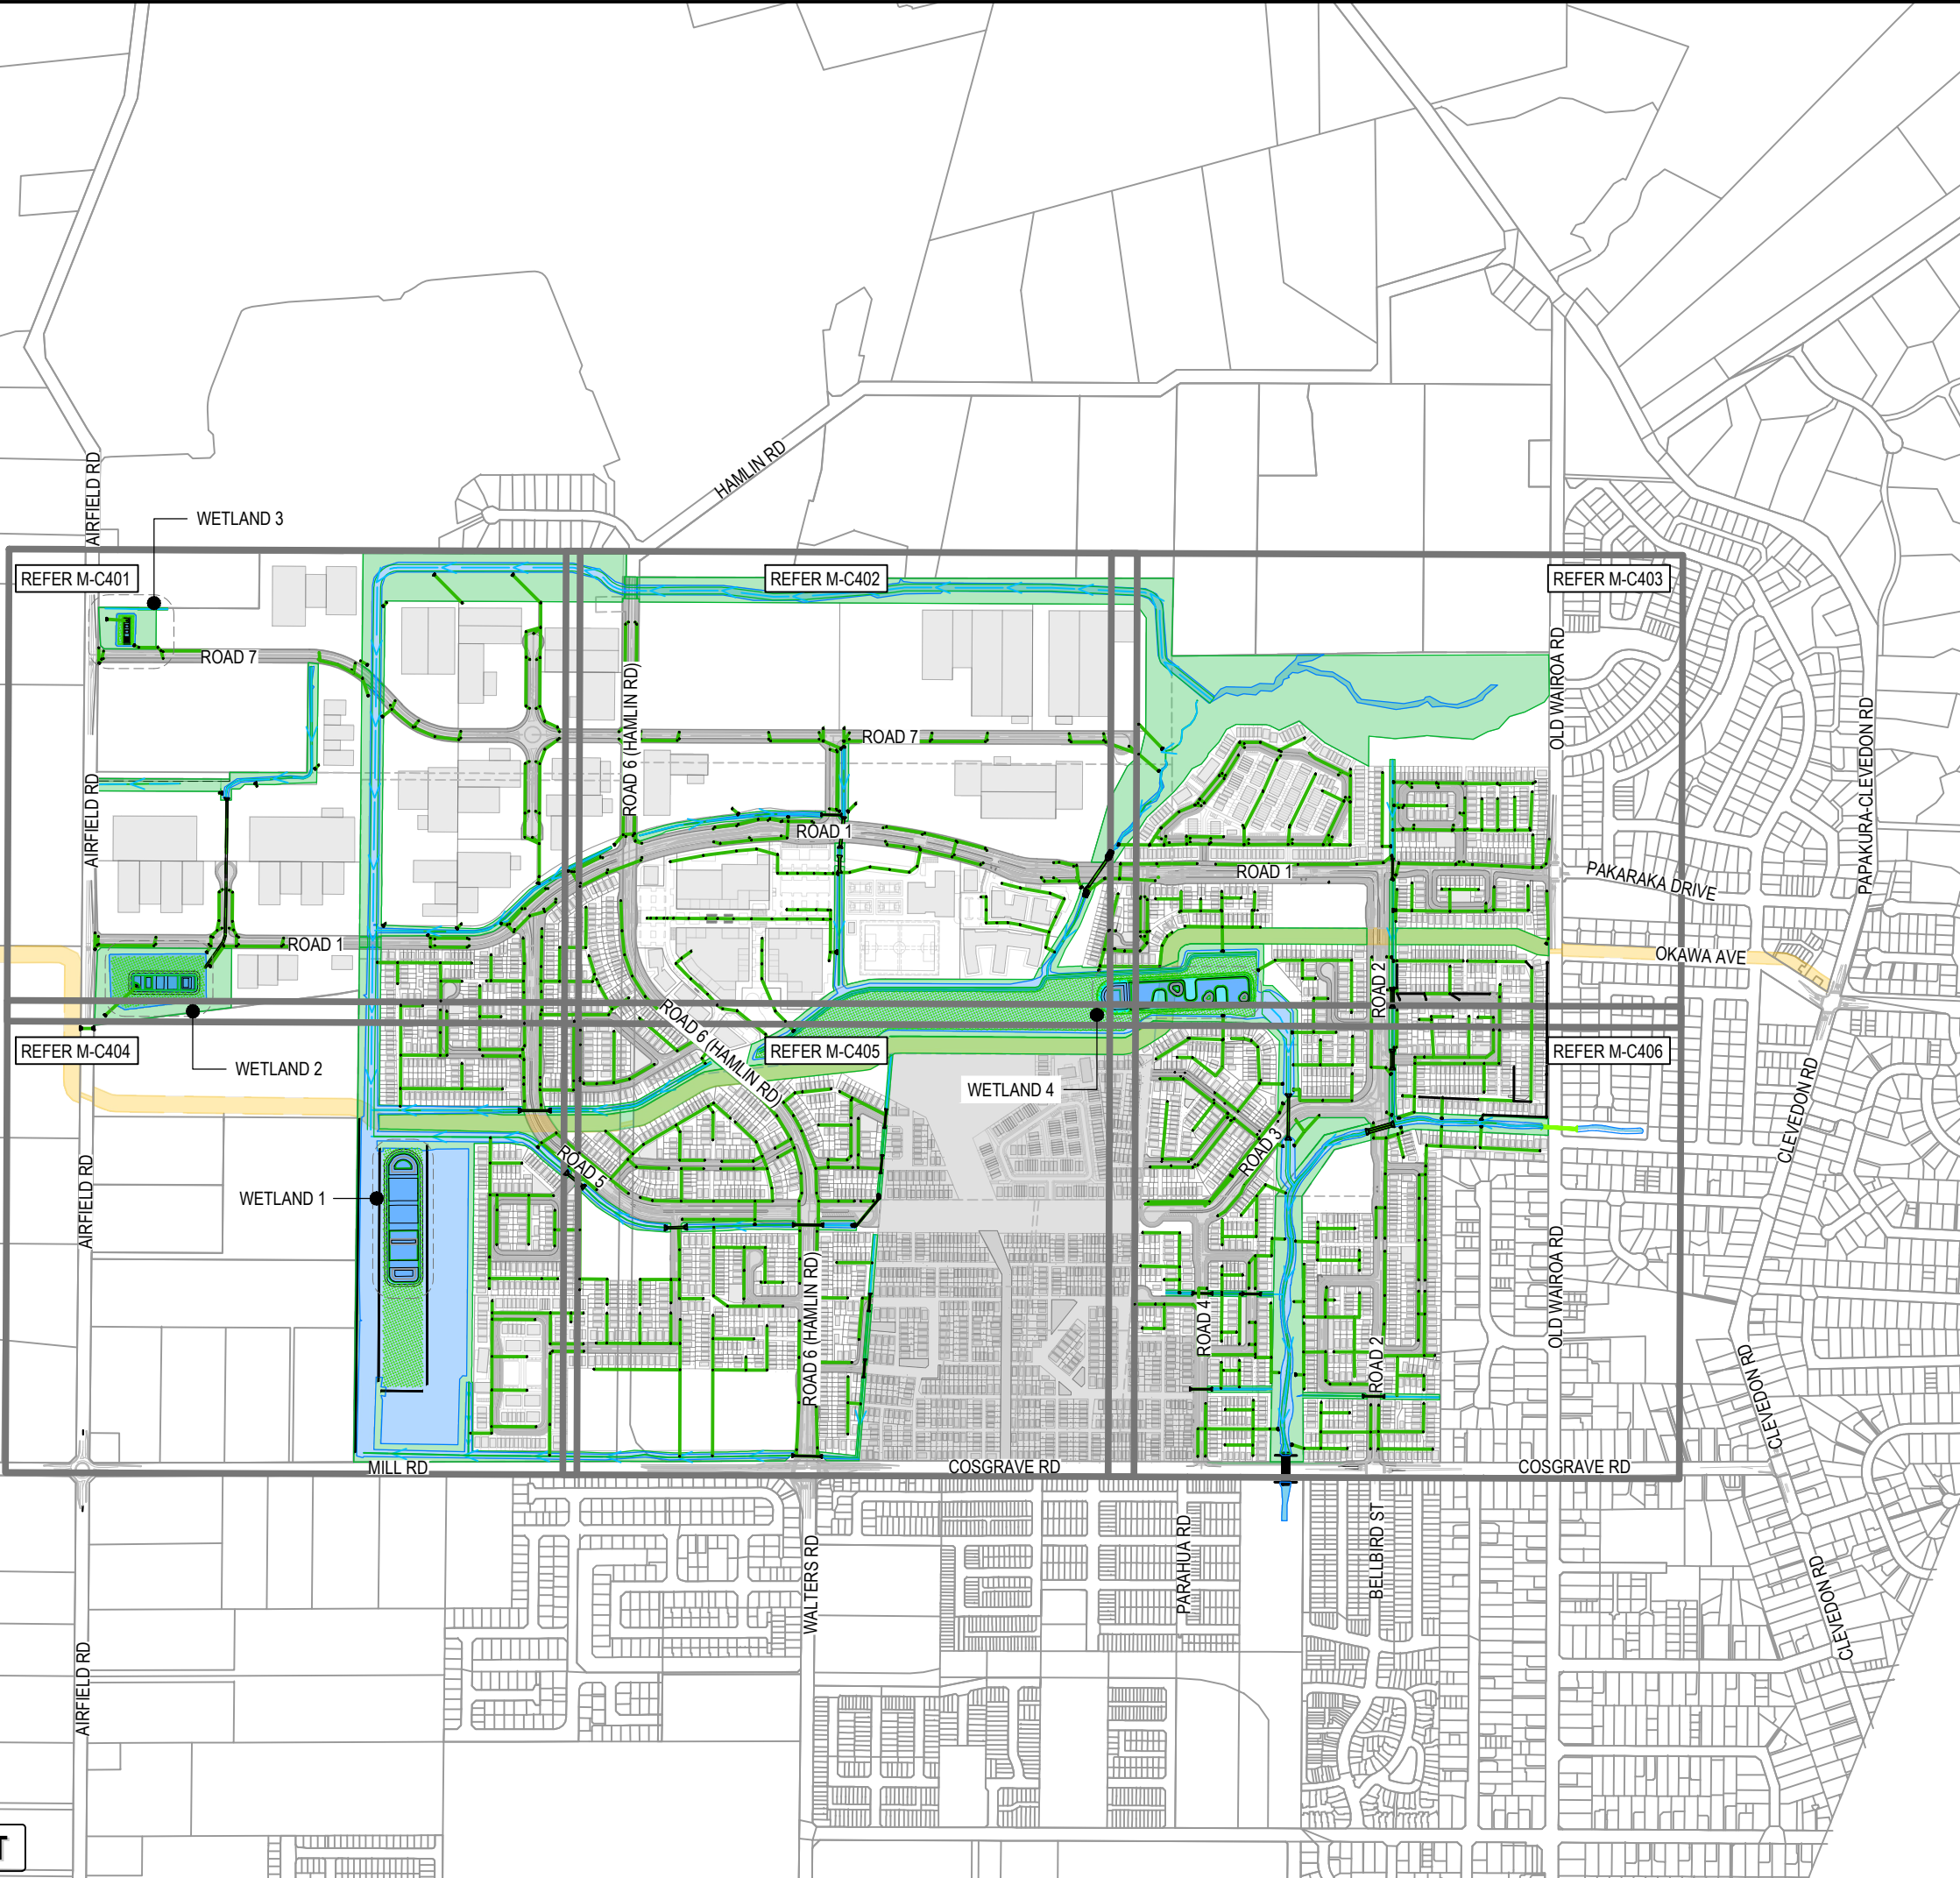 HAMLIN RD
AIRFIELD RD
WETLAND 3
REFER M-C401
REFER M-C402
REFER M-C403
ROAD 7
ROAD 6 (HAMLIN RD)
OLD WAIROA RD
PAPAKURA-CLEVEDON RD
ROAD 7
AIRFIELD RD
ROAD 1
ROAD 1
PAKARAKA DRIVE
ROAD 1
OKAWA AVE
ROAD 2
ROAD 6 (HAMLIN RD)
REFER M-C404
REFER M-C405
REFER M-C406
WETLAND 2
WETLAND 4
CLEVEDON RD
ROAD 3
ROAD 5
AIRFIELD RD
WETLAND 1
OLD WAIROA RD
ROAD 6 (HAMLIN RD)
ROAD 4
ROAD 2
CLEVEDON RD
MILL RD
COSGRAVE RD
COSGRAVE RD
WALTERS RD
PARAHUA RD
BELLBIRD ST
CLEVEDON RD
AIRFIELD RD
T